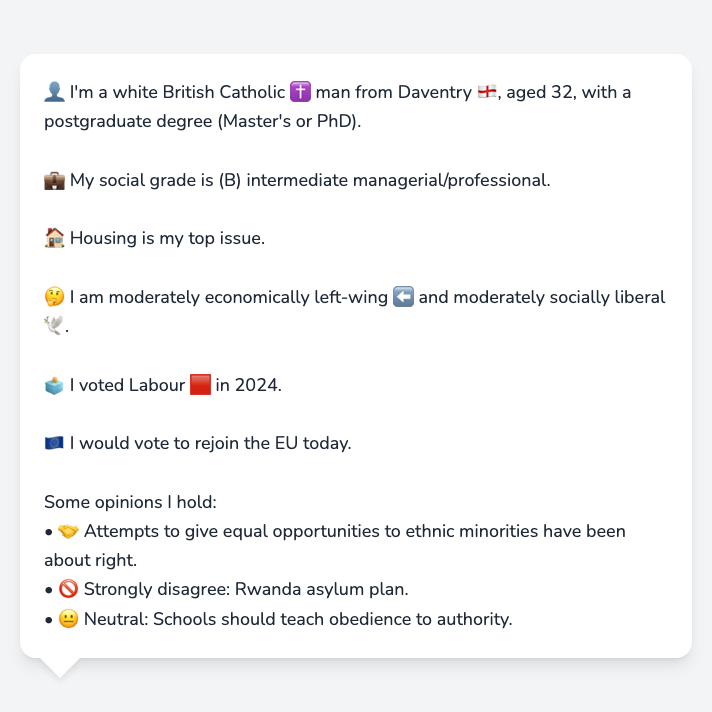 👤 I'm a white British Catholic ✝️ man from Daventry 🏴󠁧󠁢󠁥󠁮󠁧󠁿, aged 32, with a
postgraduate degree (Master's or PhD).
💼 My social grade is (B) intermediate managerial/professional.
🏠 Housing is my top issue.
🤔 I am moderately economically left-wing ⬅️ and moderately socially liberal
🕊️.
🗳️ I voted Labour 🟥 in 2024.
🇪🇺 I would vote to rejoin the EU today.
Some opinions I hold:
• 🤝 Attempts to give equal opportunities to ethnic minorities have been
about right.
• 🚫 Strongly disagree: Rwanda asylum plan.
• 😐 Neutral: Schools should teach obedience to authority.